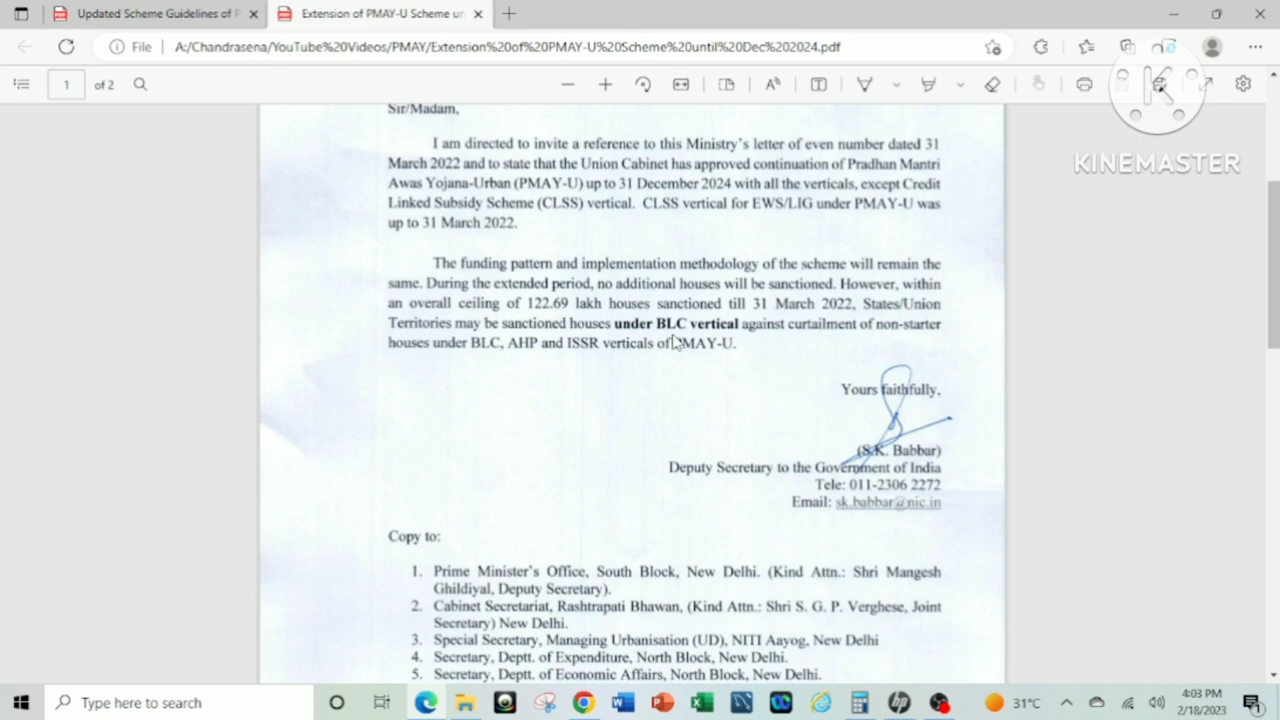 Updated Scheme Guidelines of P
Extension of PMAY-U Scheme un
File
A:/Chandrasena/YouTube%20Videos/PMAY/Extension%20of%20PMAY-U%20Scheme%20until%20Dec%202024.pdf
1 of 2
KINEMASTER
Sir/Madam,
I am directed to invite a reference to this Ministry's letter of even number dated 31
March 2022 and to state that the Union Cabinet has approved continuation of Pradhan Mantri
Awas Yojana-Urban (PMAY-U) up to 31 December 2024 with all the verticals, except Credit
Linked Subsidy Scheme (CLSS) vertical. CLSS vertical for EWS/LIG under PMAY-U was
up to 31 March 2022.
The funding pattern and implementation methodology of the scheme will remain the
same. During the extended period, no additional houses will be sanctioned. However, within
an overall ceiling of 122.69 lakh houses sanctioned till 31 March 2022, States/Union
Territories may be sanctioned houses under BLC vertical against curtailment of non-starter
houses under BLC, AHP and ISSR verticals of PMAY-U.
Yours faithfully,
(S.K. Babbar)
Deputy Secretary to the Government of India
Tele: 011-2306 2272
Email: sk.babbar@nic.in
Copy to:
1. Prime Minister's Office, South Block, New Delhi. (Kind Attn.: Shri Mangesh
Ghildiyal, Deputy Secretary).
2. Cabinet Secretariat, Rashtrapati Bhawan, (Kind Attn.: Shri S. G. P. Verghese, Joint
Secretary) New Delhi.
3. Special Secretary, Managing Urbanisation (UD), NITI Aayog, New Delhi
4. Secretary, Deptt. of Expenditure, North Block, New Delhi.
5. Secretary, Deptt. of Economic Affairs, North Block, New Delhi.
Type here to search
31°C
4:03 PM
2/18/2023